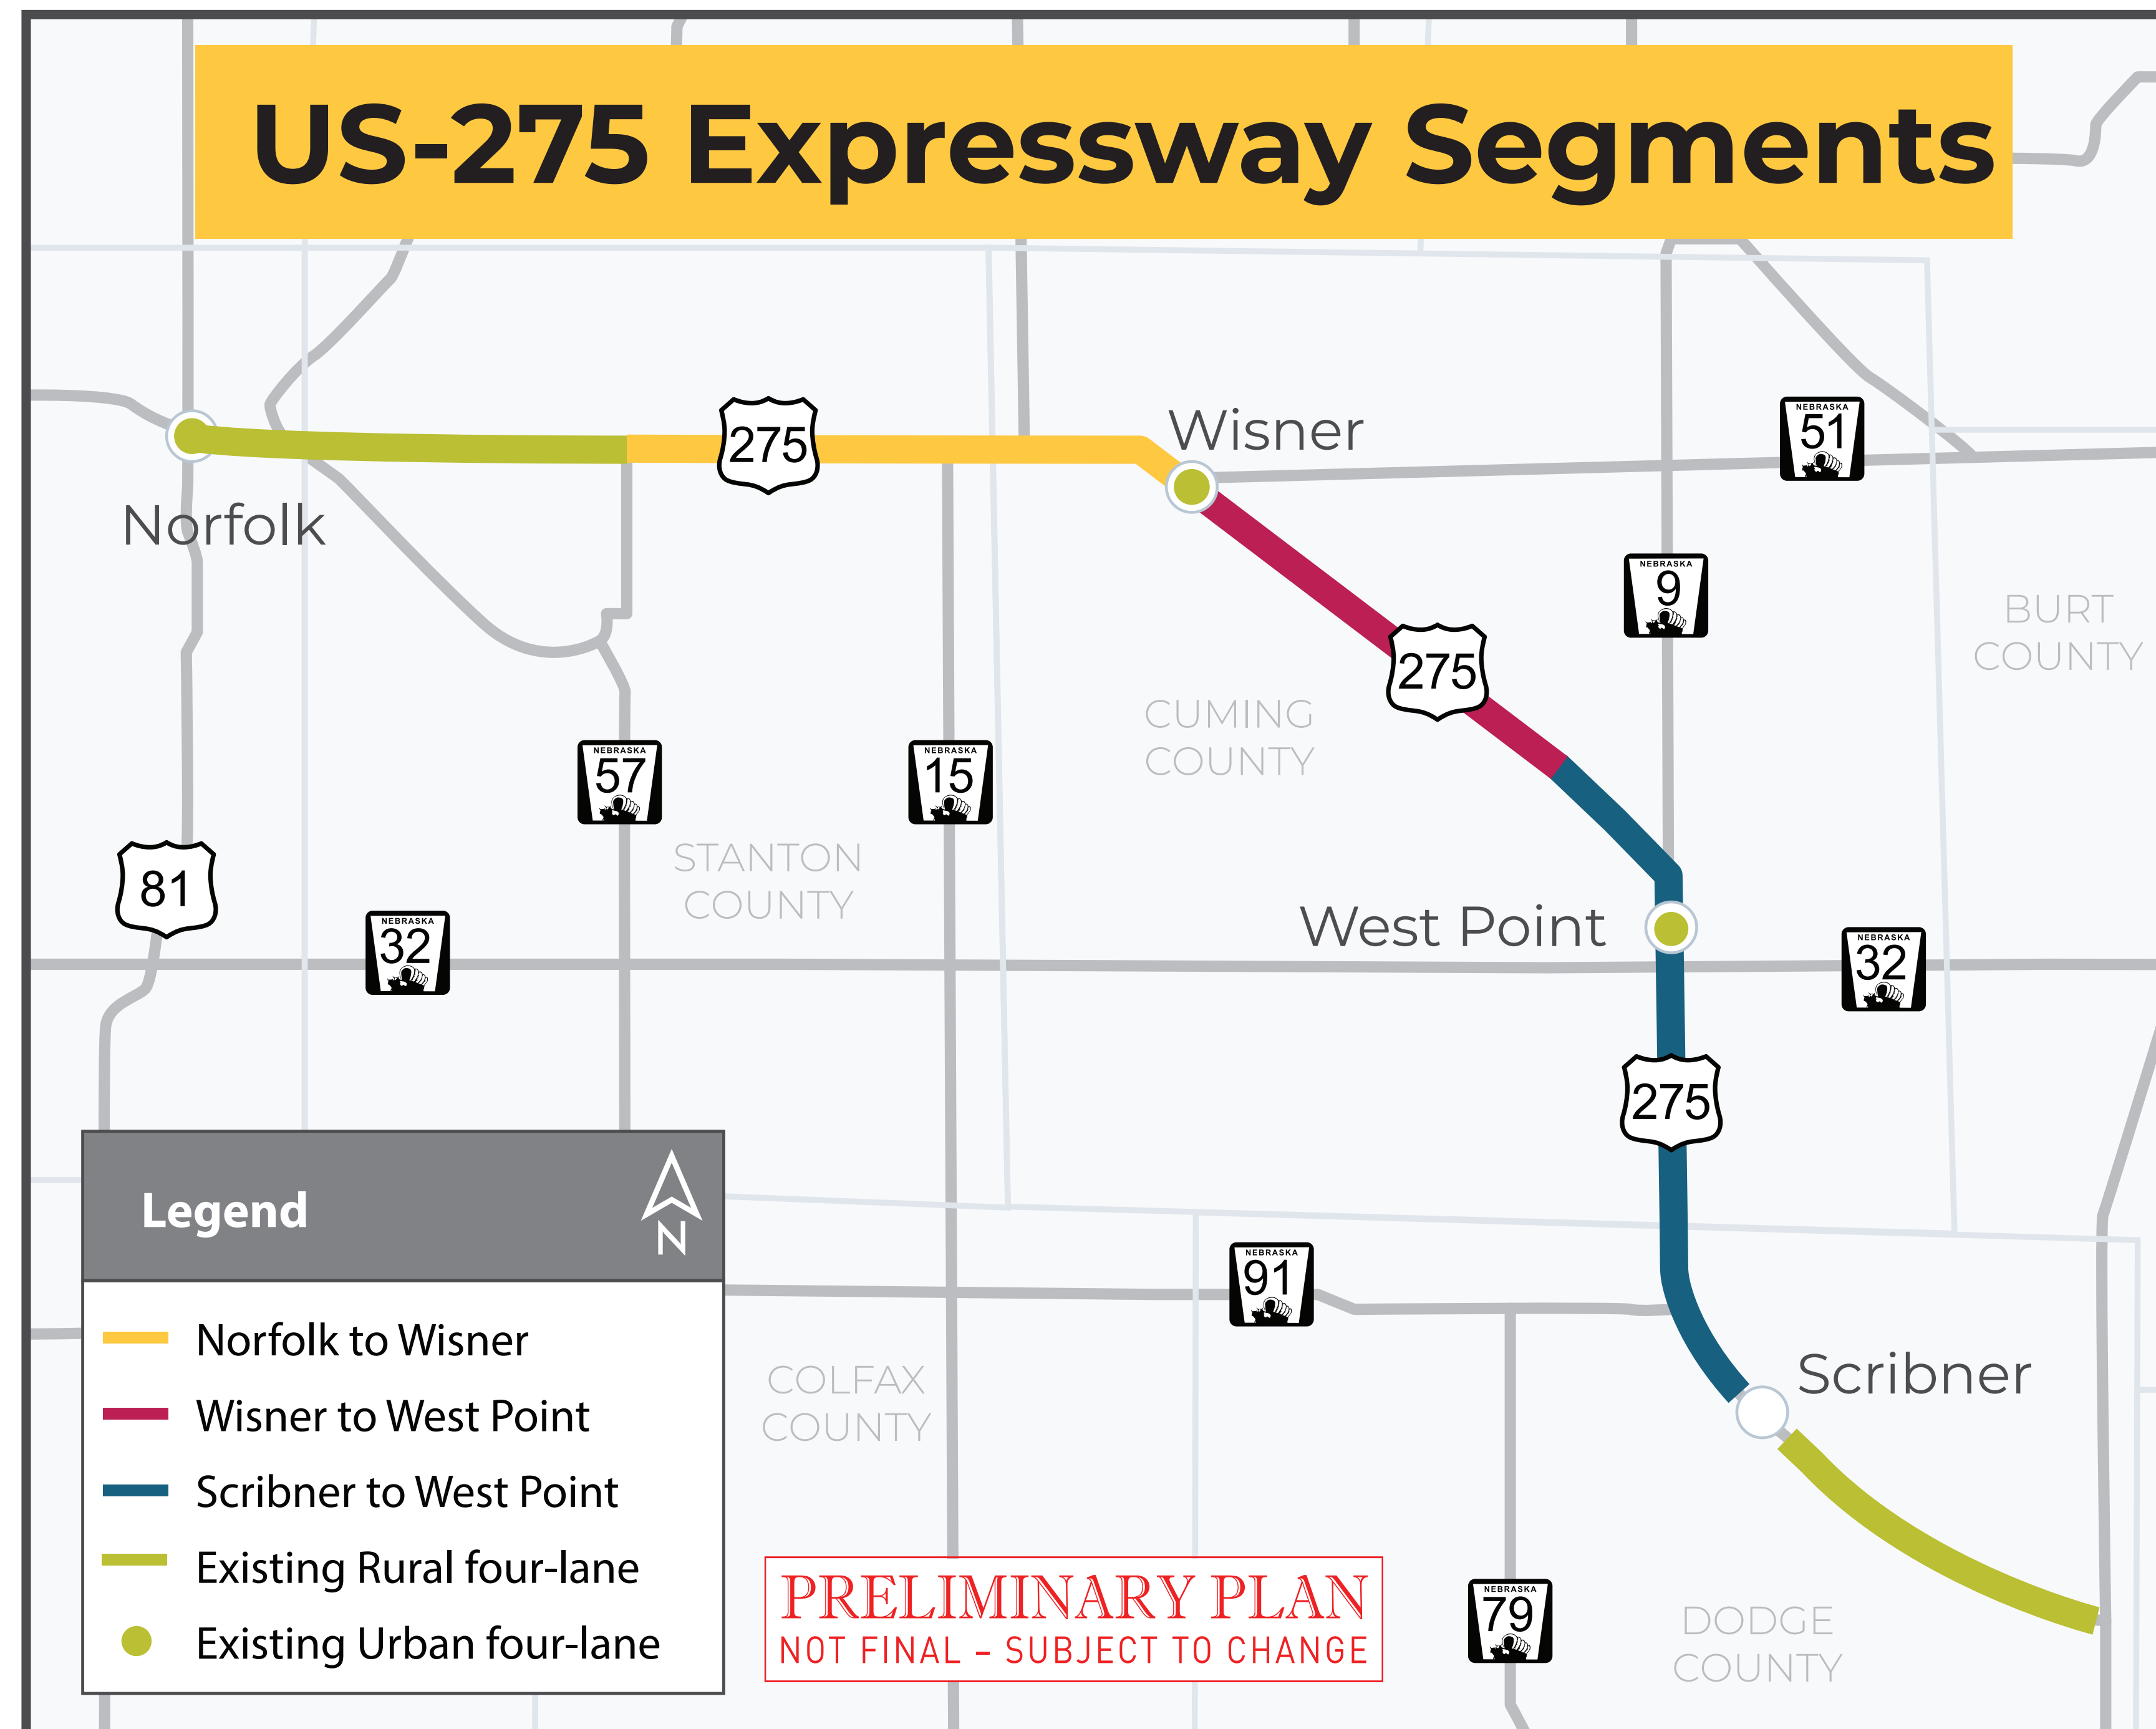 US-275 Expressway Segments
Norfolk
275
Wisner
NEBRASKA
51
NEBRASKA
9
BURT
COUNTY
275
CUMING
COUNTY
NEBRASKA
57
NEBRASKA
15
STANTON
COUNTY
81
NEBRASKA
32
West Point
NEBRASKA
32
275
Legend
N
Norfolk to Wisner
Wisner to West Point
Scribner to West Point
Existing Rural four-lane
Existing Urban four-lane
NEBRASKA
91
COLFAX
COUNTY
Scribner
PRELIMINARY PLAN
NOT FINAL – SUBJECT TO CHANGE
NEBRASKA
79
DODGE
COUNTY